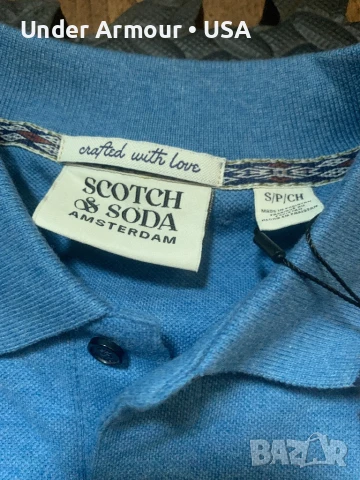 Under Armour • USA
crafted with love
SCOTCH
& SODA
AMSTERDAM
S/P/CH
BAZAR